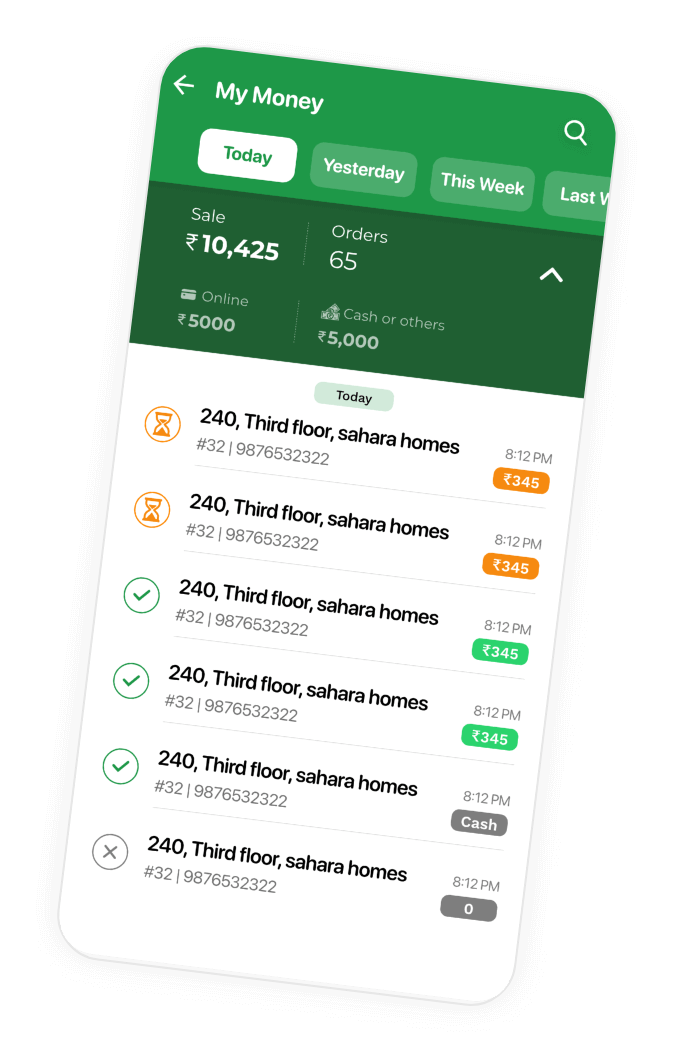 My Money
Today Yesterday This Week Last W
Sale Orders
₹10,425 65
Online Cash or others
₹5000 ₹5,000
Today
240, Third floor, sahara homes
#32 | 9876532322
8:12 PM
₹345
240, Third floor, sahara homes
#32 | 9876532322
8:12 PM
₹345
240, Third floor, sahara homes
#32 | 9876532322
8:12 PM
₹345
240, Third floor, sahara homes
#32 | 9876532322
8:12 PM
₹345
240, Third floor, sahara homes
#32 | 9876532322
8:12 PM
Cash
240, Third floor, sahara homes
#32 | 9876532322
8:12 PM
0